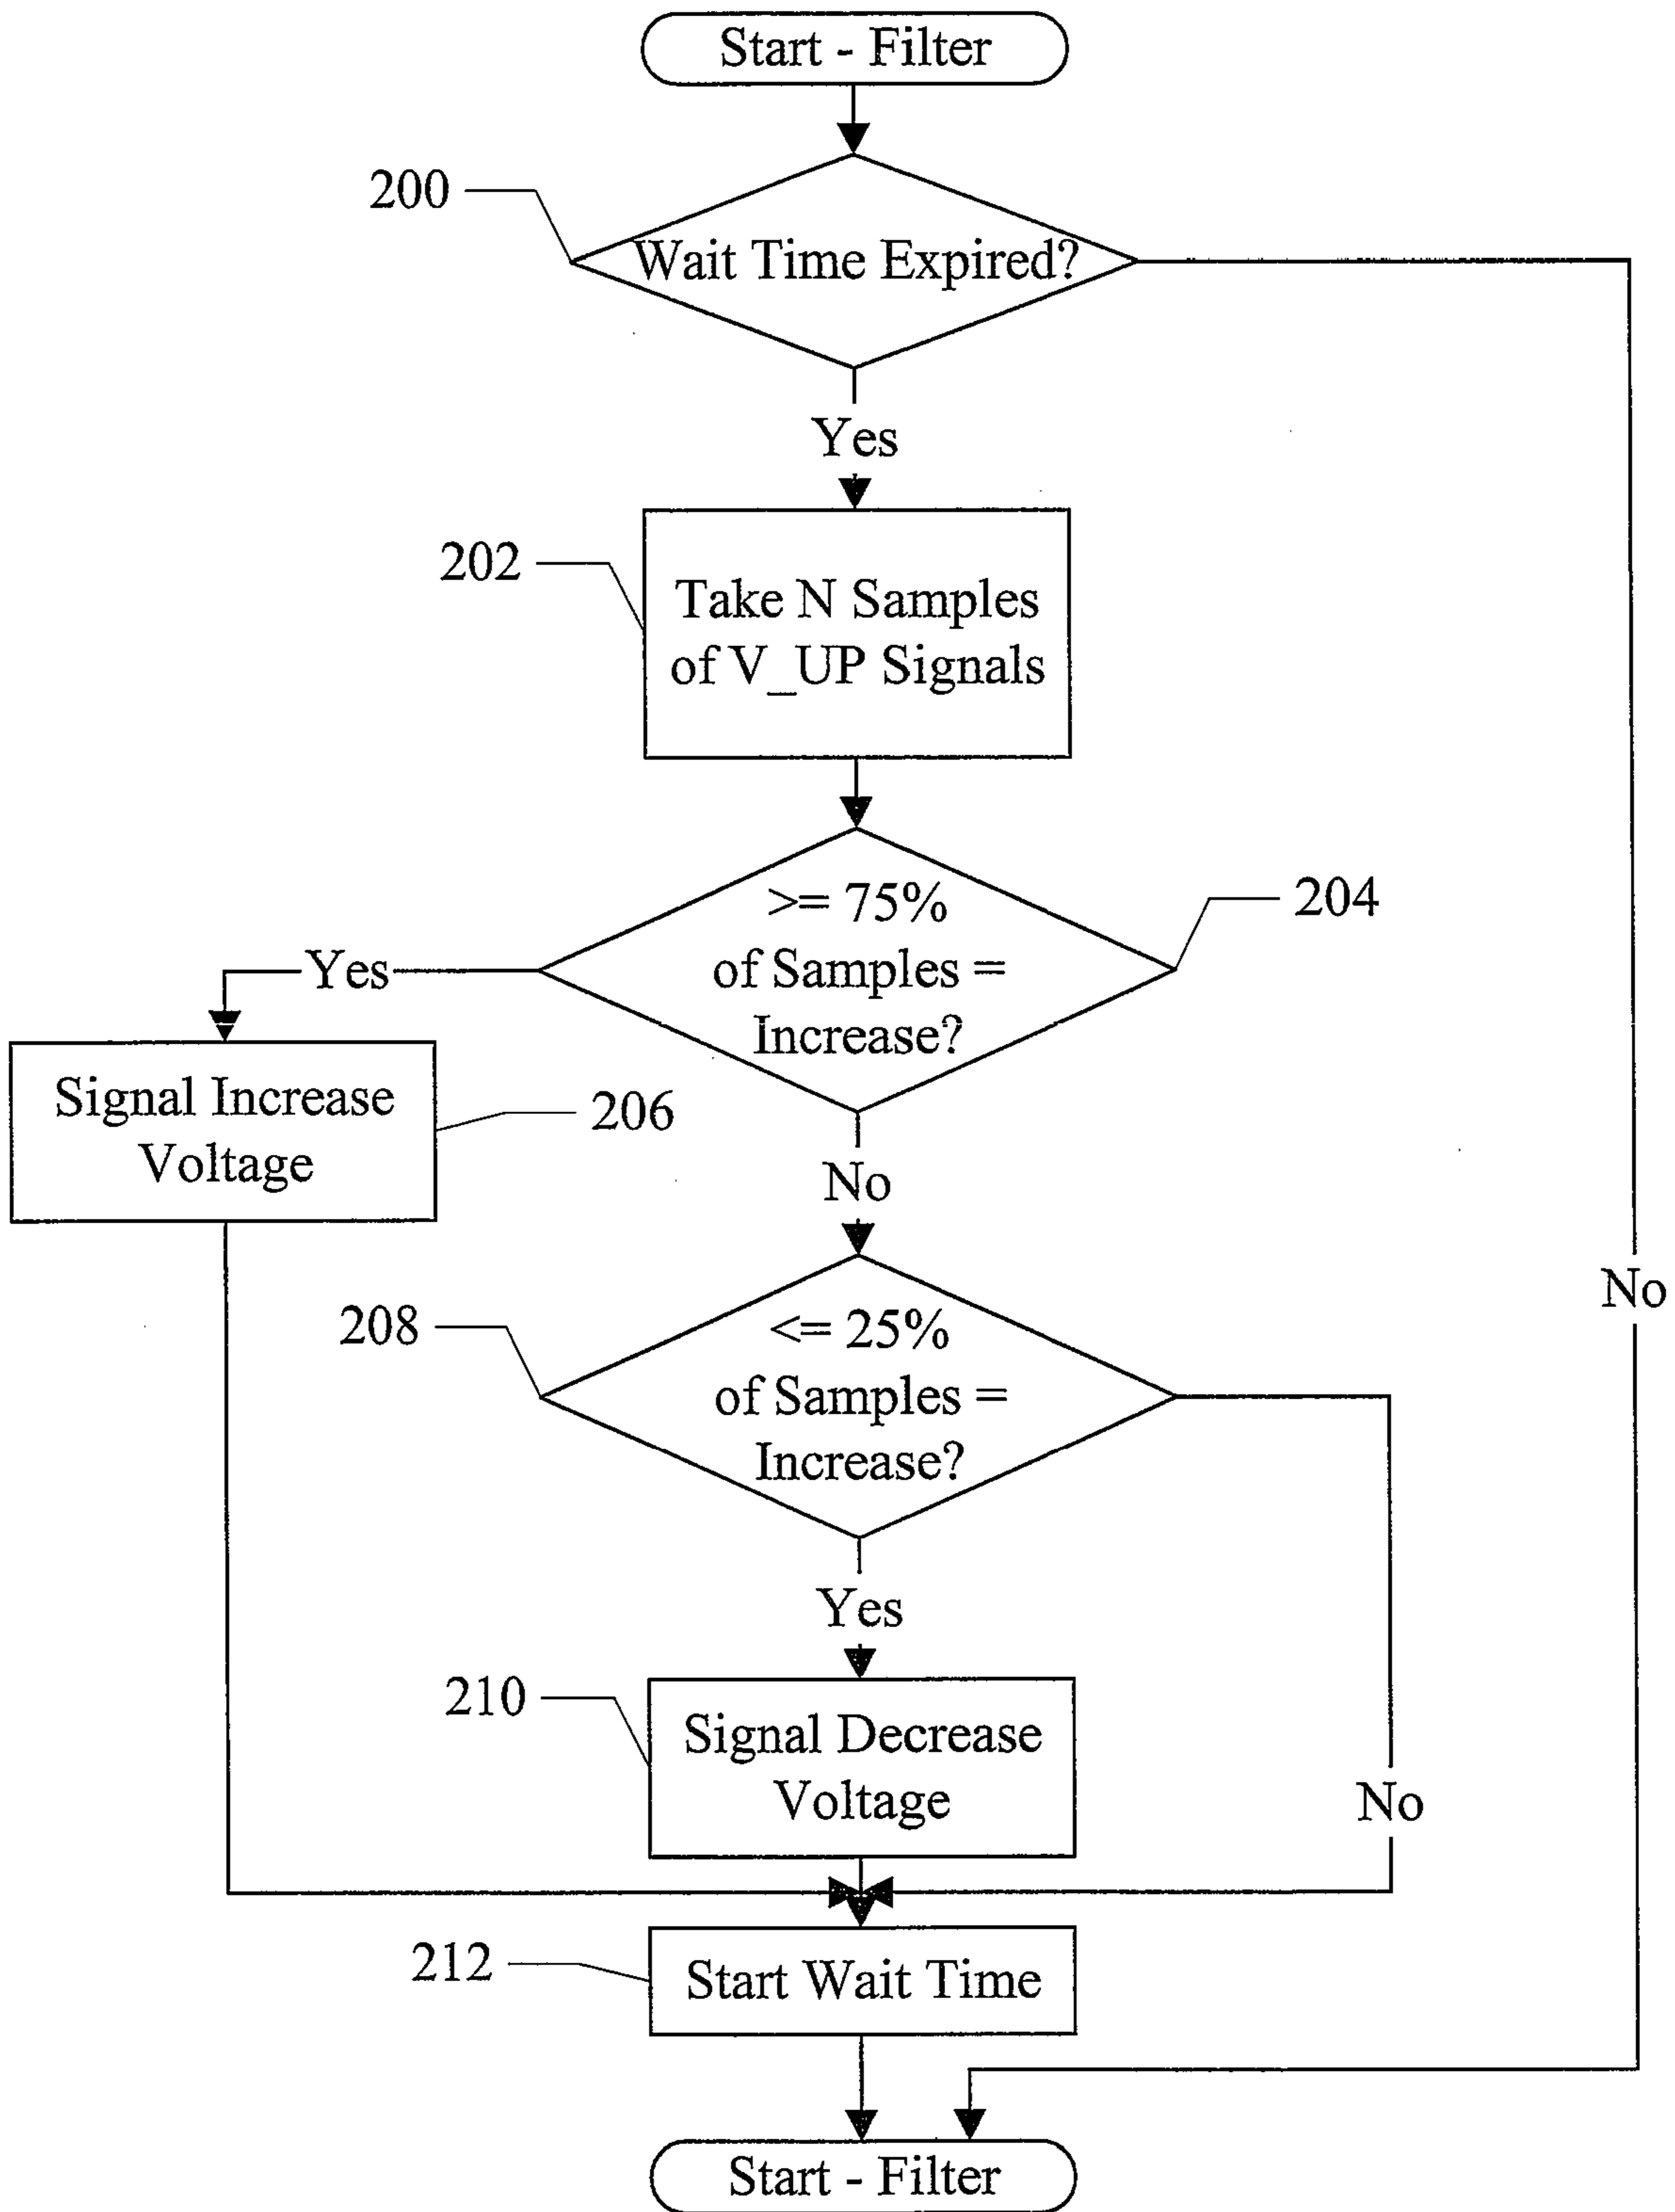 Start - Filter
200
Wait Time Expired?
Yes
202
Take N Samples
of V_UP Signals
>= 75%
of Samples =
Increase?
204
Yes
Signal Increase
Voltage
206
No
No
208
<= 25%
of Samples =
Increase?
Yes
210
Signal Decrease
Voltage
No
212
Start Wait Time
Start - Filter